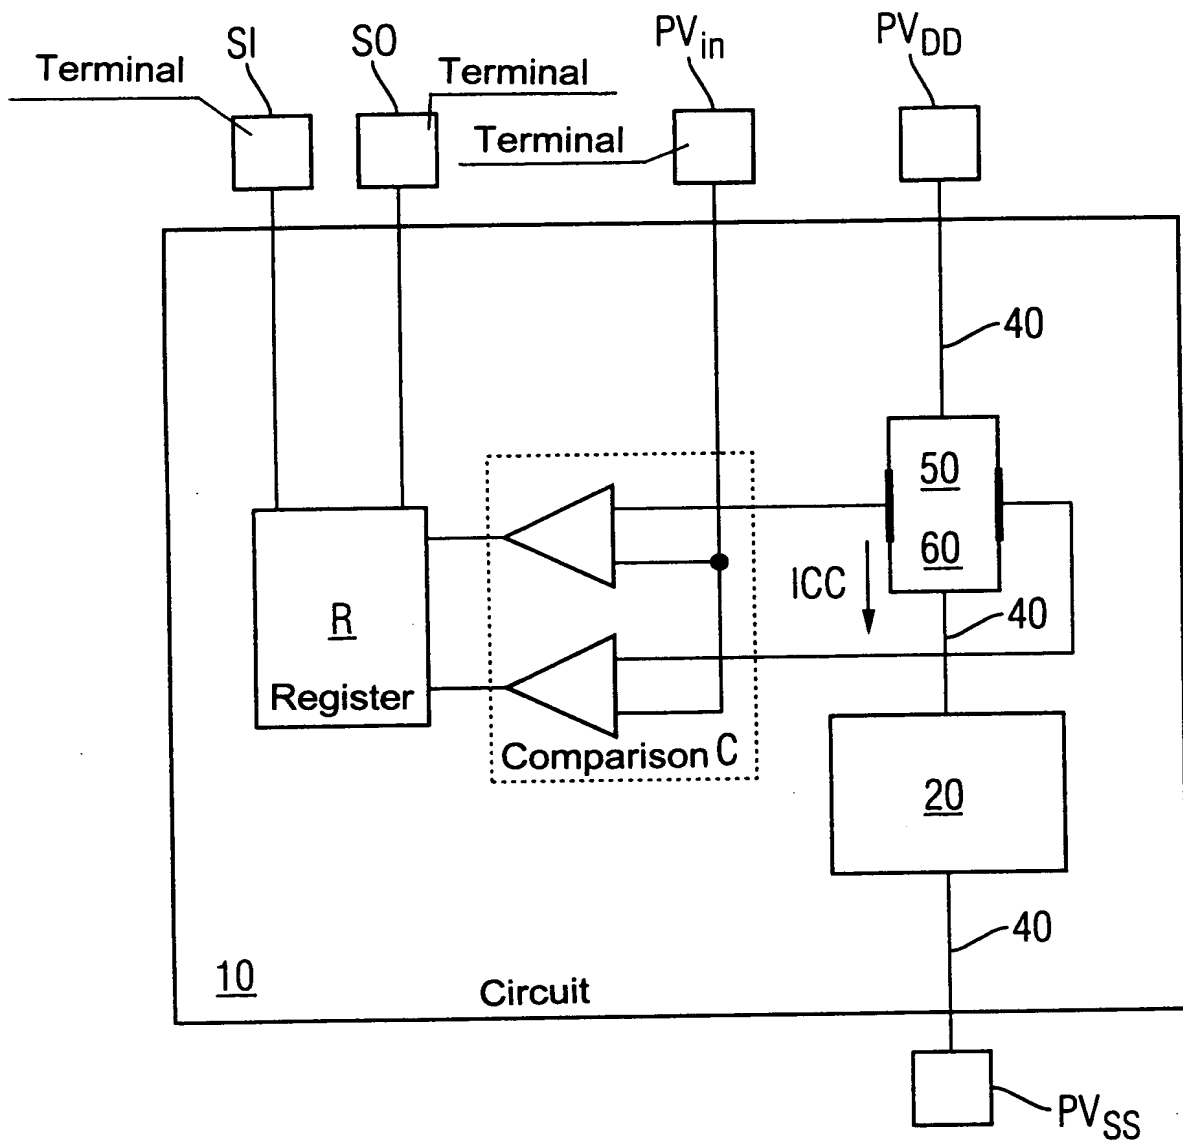 SI
SO
PVin
PVDD
Terminal
Terminal
Terminal
40
50
60
ICC
40
R
Register
Comparison C
20
40
10
Circuit
PVSS